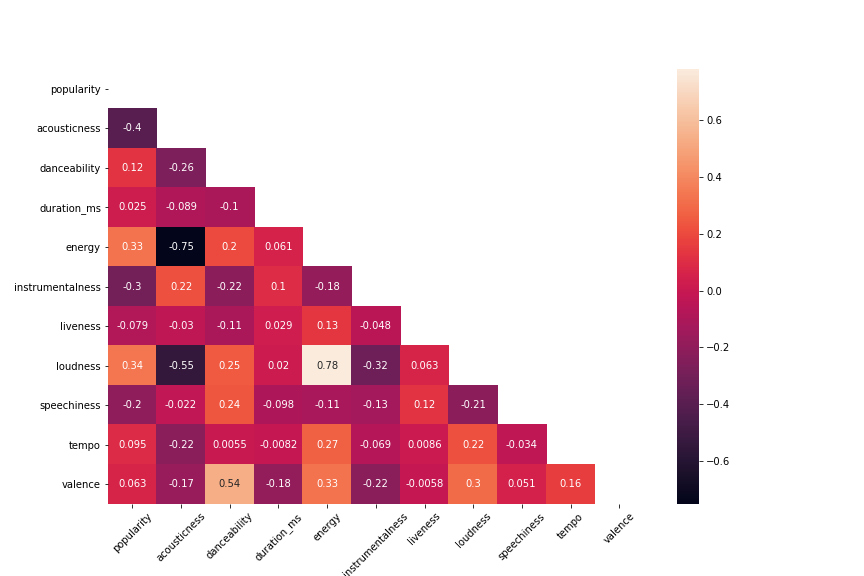 popularity
acousticness -0.4
danceability 0.12 -0.26
duration_ms 0.025 -0.089 -0.1
energy 0.33 -0.75 0.2 0.061
instrumentalness -0.3 0.22 -0.22 0.1 -0.18
liveness -0.079 -0.03 -0.11 0.029 0.13 -0.048
loudness 0.34 -0.55 0.25 0.02 0.78 -0.32 0.063
speechiness -0.2 -0.022 0.24 -0.098 -0.11 -0.13 0.12 -0.21
tempo 0.095 -0.22 0.0055 -0.0082 0.27 -0.069 0.0086 0.22 -0.034
valence 0.063 -0.17 0.54 -0.18 0.33 -0.22 -0.0058 0.3 0.051 0.16
popularity acousticness danceability duration_ms energy instrumentalness liveness loudness speechiness tempo valence
0.6
0.4
0.2
0.0
−0.2
−0.4
−0.6